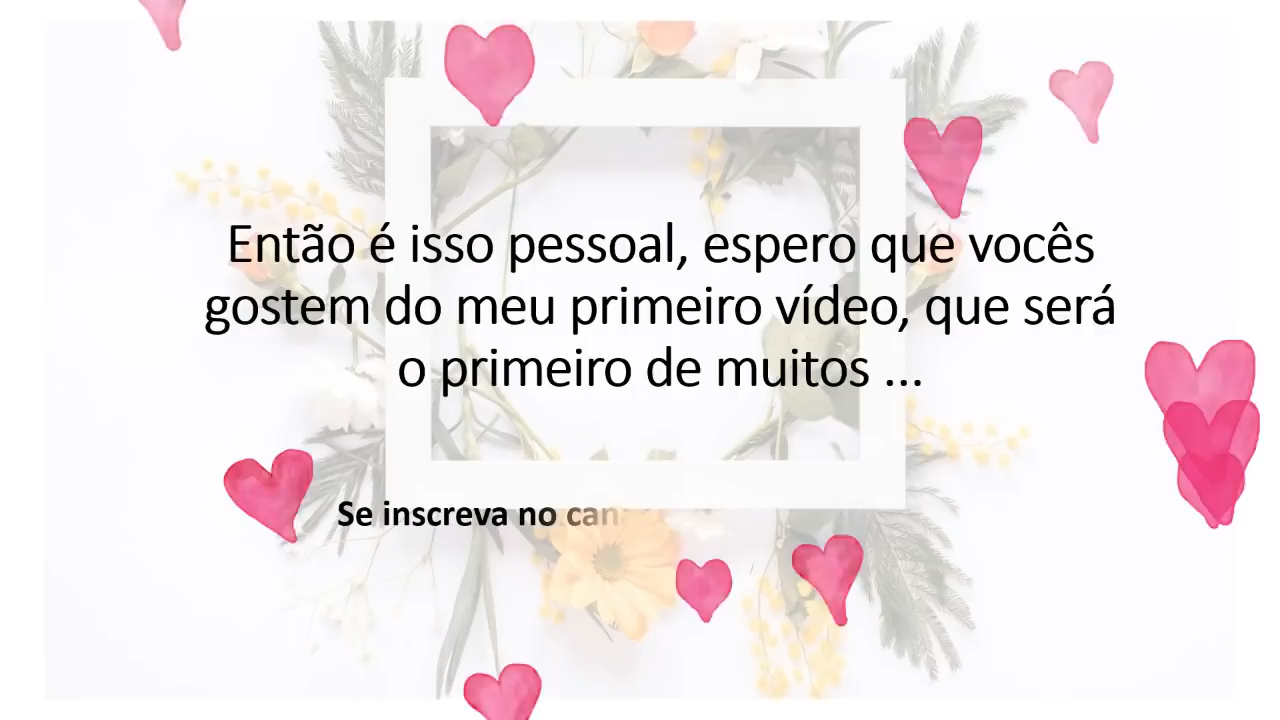 Então é isso pessoal, espero que vocês
gostem do meu primeiro vídeo, que será
o primeiro de muitos ...
Se inscreva no